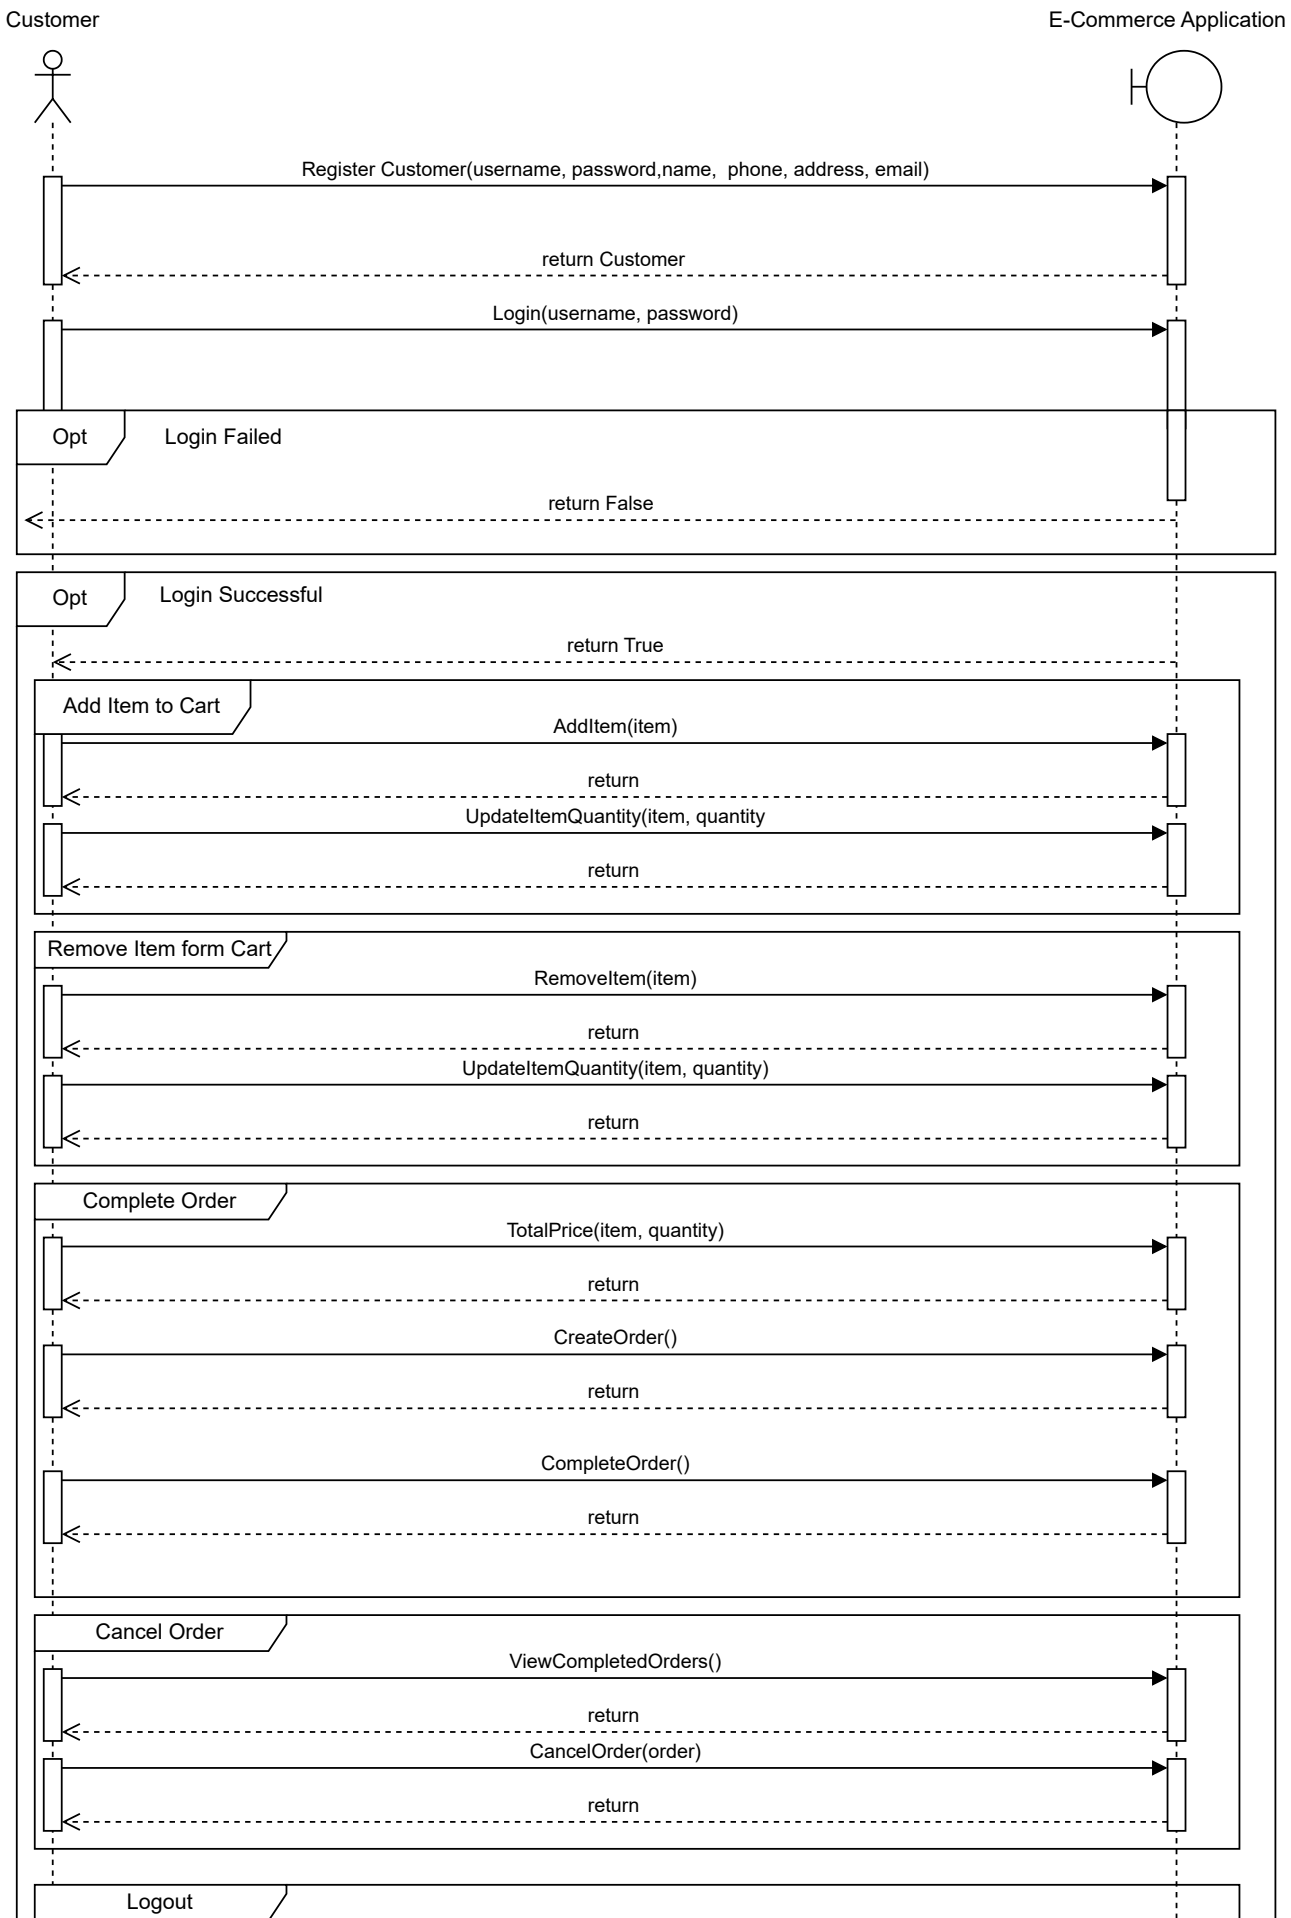 Customer
E-Commerce Application
Register Customer(username, password,name,  phone, address, email)
return Customer
Login(username, password)
Opt
Login Failed
return False
Opt
Login Successful
return True
Add Item to Cart
AddItem(item)
return
UpdateItemQuantity(item, quantity
return
Remove Item form Cart
RemoveItem(item)
return
UpdateItemQuantity(item, quantity)
return
Complete Order
TotalPrice(item, quantity)
return
CreateOrder()
return
CompleteOrder()
return
Cancel Order
ViewCompletedOrders()
return
CancelOrder(order)
return
Logout